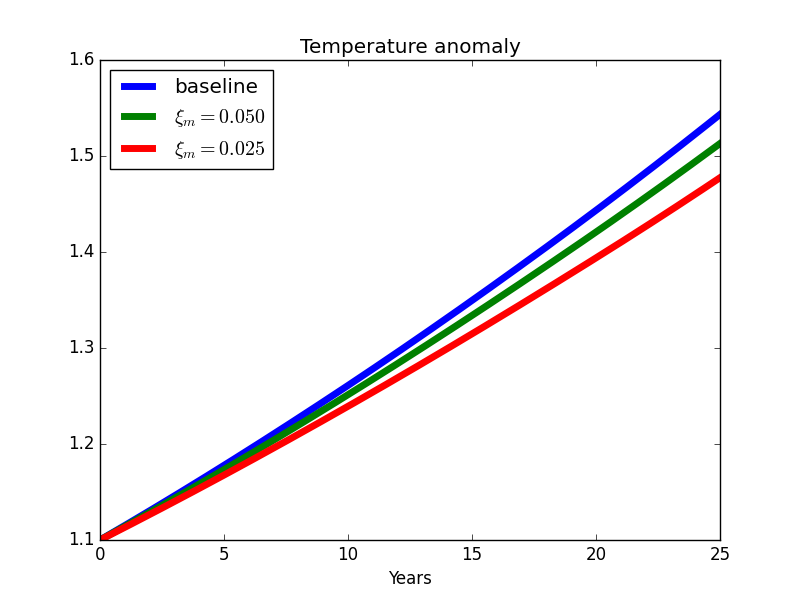 Temperature anomaly
1.6
1.5
1.4
1.3
1.2
1.1
baseline
ξₘ = 0.050
ξₘ = 0.025
0 5 10 15 20 25
Years